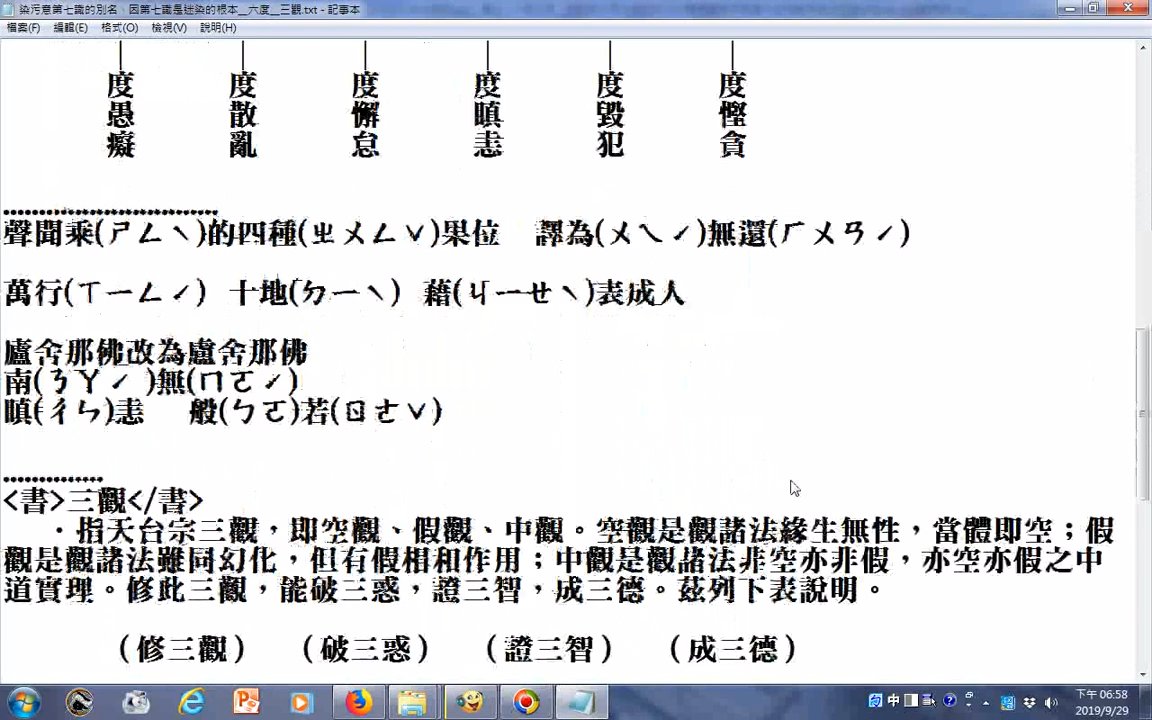 染污意第七識的別名、因第七識是迷染的根本__六度__三觀.txt - 記事本
檔案(F) 編輯(E) 格式(O) 檢視(V) 說明(H)
度愚癡 度散亂 度懈怠 度瞋恚 度毀犯 度慳貪
..............................
聲聞乘(ㄕㄥˋ)的四種(ㄓㄨㄥˇ)果位 譯為(ㄨㄟˊ)無還(ㄏㄨㄢˊ)
萬行(ㄒㄧㄥˊ) 十地(ㄉㄧˋ) 藉(ㄐㄧㄝˋ)表成人
廬舍那佛改為盧舍那佛
南(ㄋㄚˊ)無(ㄇㄛˊ)
瞋(ㄔㄣ)恚 般(ㄅㄛ)若(ㄖㄜˇ)
..............
<書>三觀</書>
‧指天台宗三觀，即空觀、假觀、中觀。空觀是觀諸法緣生無性，當體即空；假
觀是觀諸法雖同幻化，但有假相和作用；中觀是觀諸法非空亦非假，亦空亦假之中
道實理。修此三觀，能破三惑，證三智，成三德。茲列下表說明。
（修三觀） （破三惑） （證三智） （成三德）
中
下午 06:58
2019/9/29